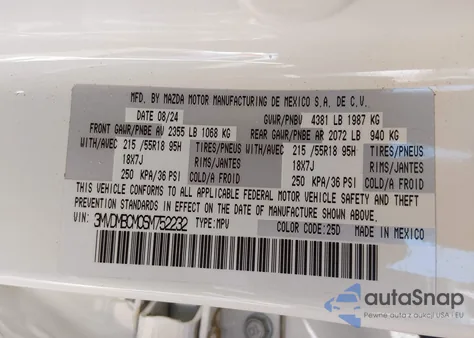 MFD. BY MAZDA MOTOR MANUFACTURING DE MEXICO S.A. DE C.V.
DATE 08/24 GVWR/PNBV 4381 LB 1987 KG
FRONT GAWR/PNBE AV 2355 LB 1068 KG REAR GAWR/PNBE AR 2072 LB 940 KG
WITH/AVEC 215 /55R18 95H TIRES/PNEUS WITH/AVEC 215 /55R18 95H TIRES/PNEUS
18X7J RIMS/JANTES 18X7J RIMS/JANTES
250 KPA/36 PSI COLD/A FROID 250 KPA/36 PSI COLD/A FROID
THIS VEHICLE CONFORMS TO ALL APPLICABLE FEDERAL MOTOR VEHICLE SAFETY AND THEFT
PREVENTION STANDARDS IN EFFECT ON THE DATE OF MANUFACTURE SHOWN ABOVE.
VIN: 3MVDMBCM0SM752232 TYPE: MPV COLOR CODE: 25D MADE IN MEXICO
autoSnap
Pewne auta z aukcji USA i EU